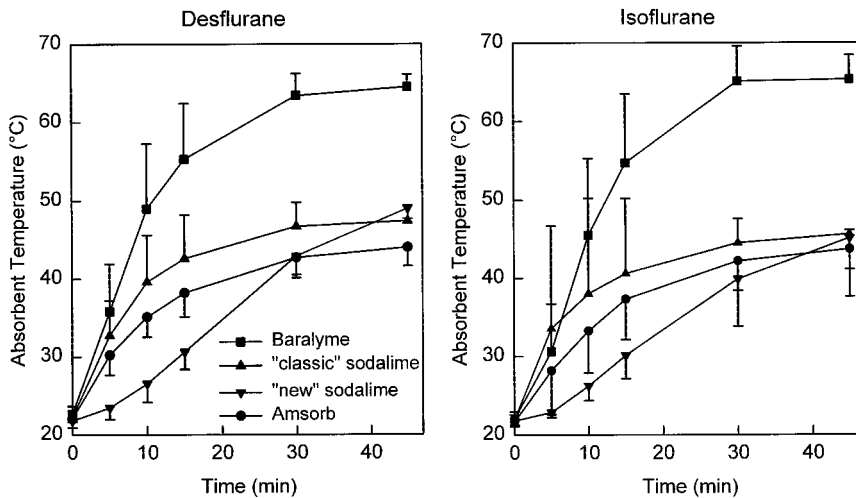 Desflurane
Isoflurane
Absorbent Temperature (°C)
70
60
50
40
30
20
0
10
20
30
40
Time (min)
Baralyme
"classic" sodalime
"new" sodalime
Amsorb
Absorbent Temperature (°C)
70
60
50
40
30
20
0
10
20
30
40
Time (min)